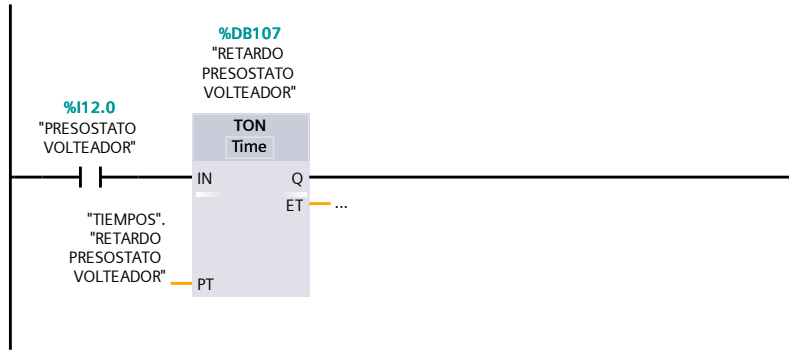 %DB107
"RETARDO
PRESOSTATO
VOLTEADOR"
%I12.0
"PRESOSTATO
VOLTEADOR"
TON
Time
IN
Q
ET
...
"TIEMPOS".
"RETARDO
PRESOSTATO
VOLTEADOR"
PT